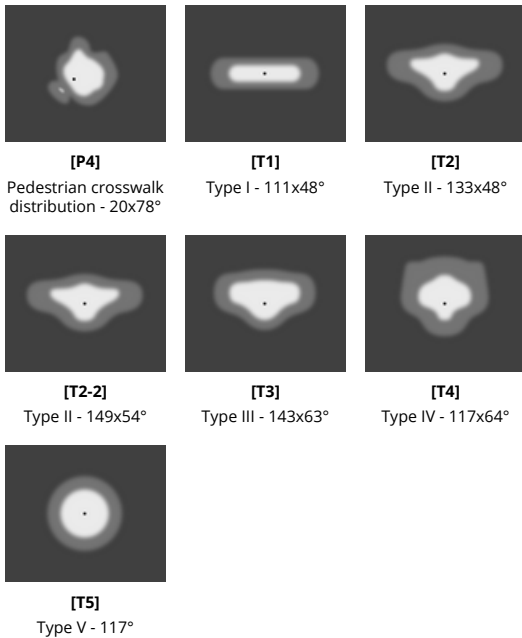 [P4]
Pedestrian crosswalk
distribution - 20x78°
[T1]
Type I - 111x48°
[T2]
Type II - 133x48°
[T2-2]
Type II - 149x54°
[T3]
Type III - 143x63°
[T4]
Type IV - 117x64°
[T5]
Type V - 117°